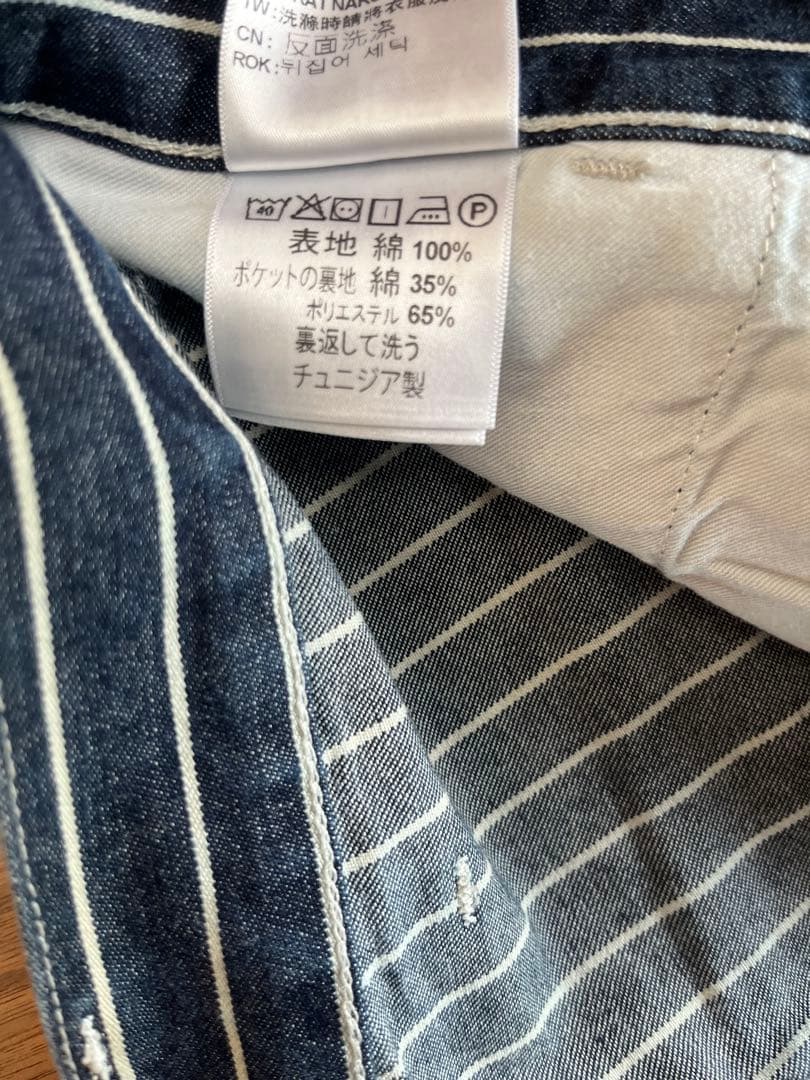 TW:洗滌時請將衣服
CN: 反面洗涤
ROK:뒤집어 세탁
40
P
表地 綿 100%
ポケットの裏地 綿 35%
ポリエステル 65%
裏返して洗う
チュニジア製